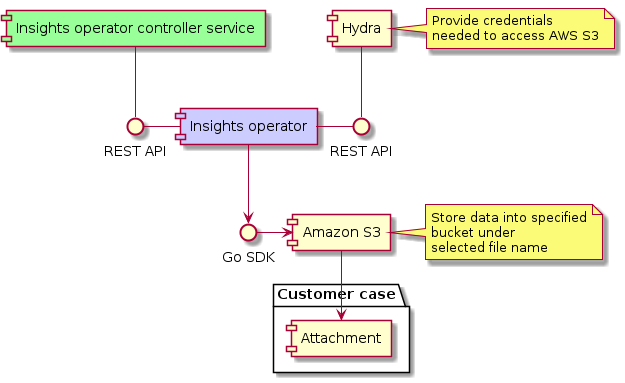 Insights operator controller service
Hydra
Provide credentials
needed to access AWS S3
REST API
Insights operator
REST API
Go SDK
Amazon S3
Store data into specified
bucket under
selected file name
Customer case
Attachment